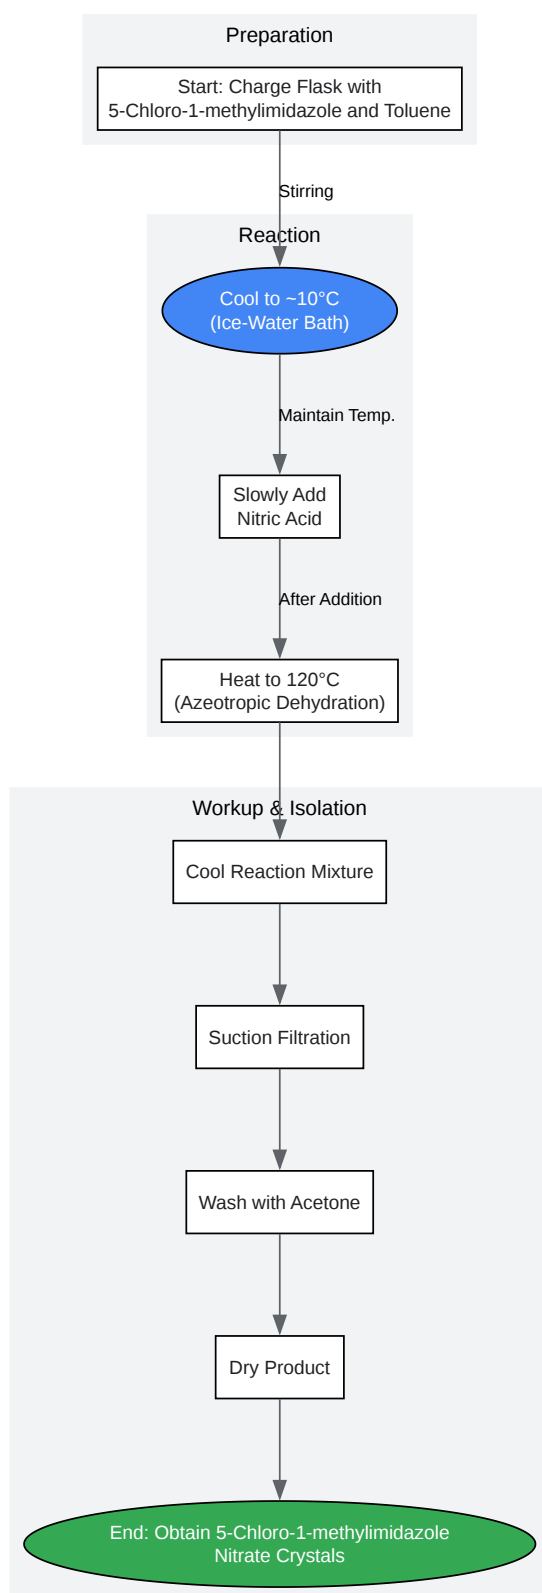 Preparation
Start: Charge Flask with
5-Chloro-1-methylimidazole and Toluene
Stirring
Reaction
Cool to ~10°C
(Ice-Water Bath)
Maintain Temp.
Slowly Add
Nitric Acid
After Addition
Heat to 120°C
(Azeotropic Dehydration)
Workup & Isolation
Cool Reaction Mixture
Suction Filtration
Wash with Acetone
Dry Product
End: Obtain 5-Chloro-1-methylimidazole
Nitrate Crystals